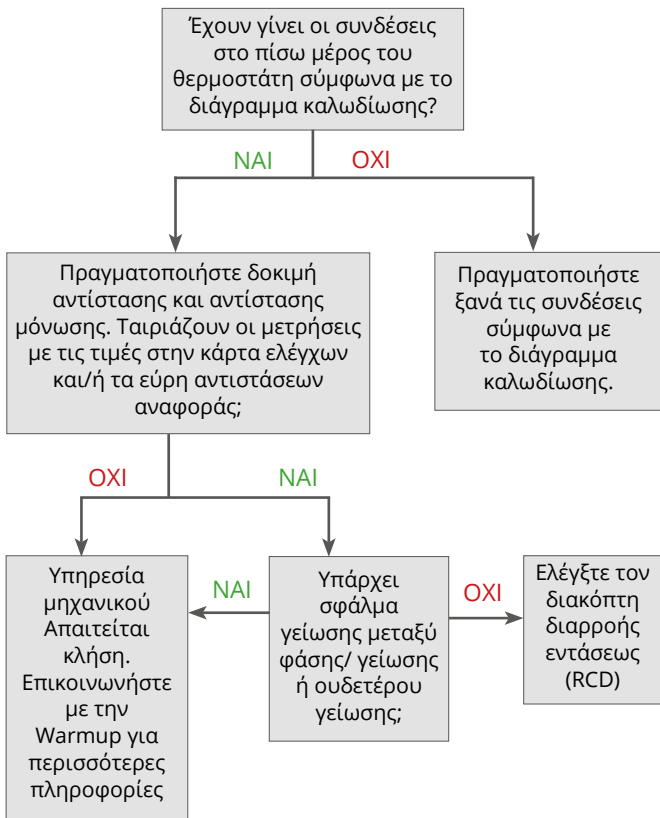 Έχουν γίνει οι συνδέσεις
στο πίσω μέρος του
θερμοστάτη σύμφωνα με το
διάγραμμα καλωδίωσης?
ΝΑΙ
ΟΧΙ
Πραγματοποιήστε δοκιμή
αντίστασης και αντίστασης
μόνωσης. Ταιριάζουν οι μετρήσεις
με τις τιμές στην κάρτα ελέγχων
και/ή τα εύρη αντιστάσεων
αναφοράς;
Πραγματοποιήστε
ξανά τις συνδέσεις
σύμφωνα με
το διάγραμμα
καλωδίωσης.
ΟΧΙ
ΝΑΙ
Υπηρεσία
μηχανικού
Απαιτείται
κλήση.
Επικοινωνήστε
με την
Warmup για
περισσότερες
πληροφορίες
ΝΑΙ
Υπάρχει
σφάλμα
γείωσης μεταξύ
φάσης/ γείωσης
ή ουδετέρου
γείωσης;
ΟΧΙ
Ελέγξτε τον
διακόπτη
διαρροής
εντάσεως
(RCD)